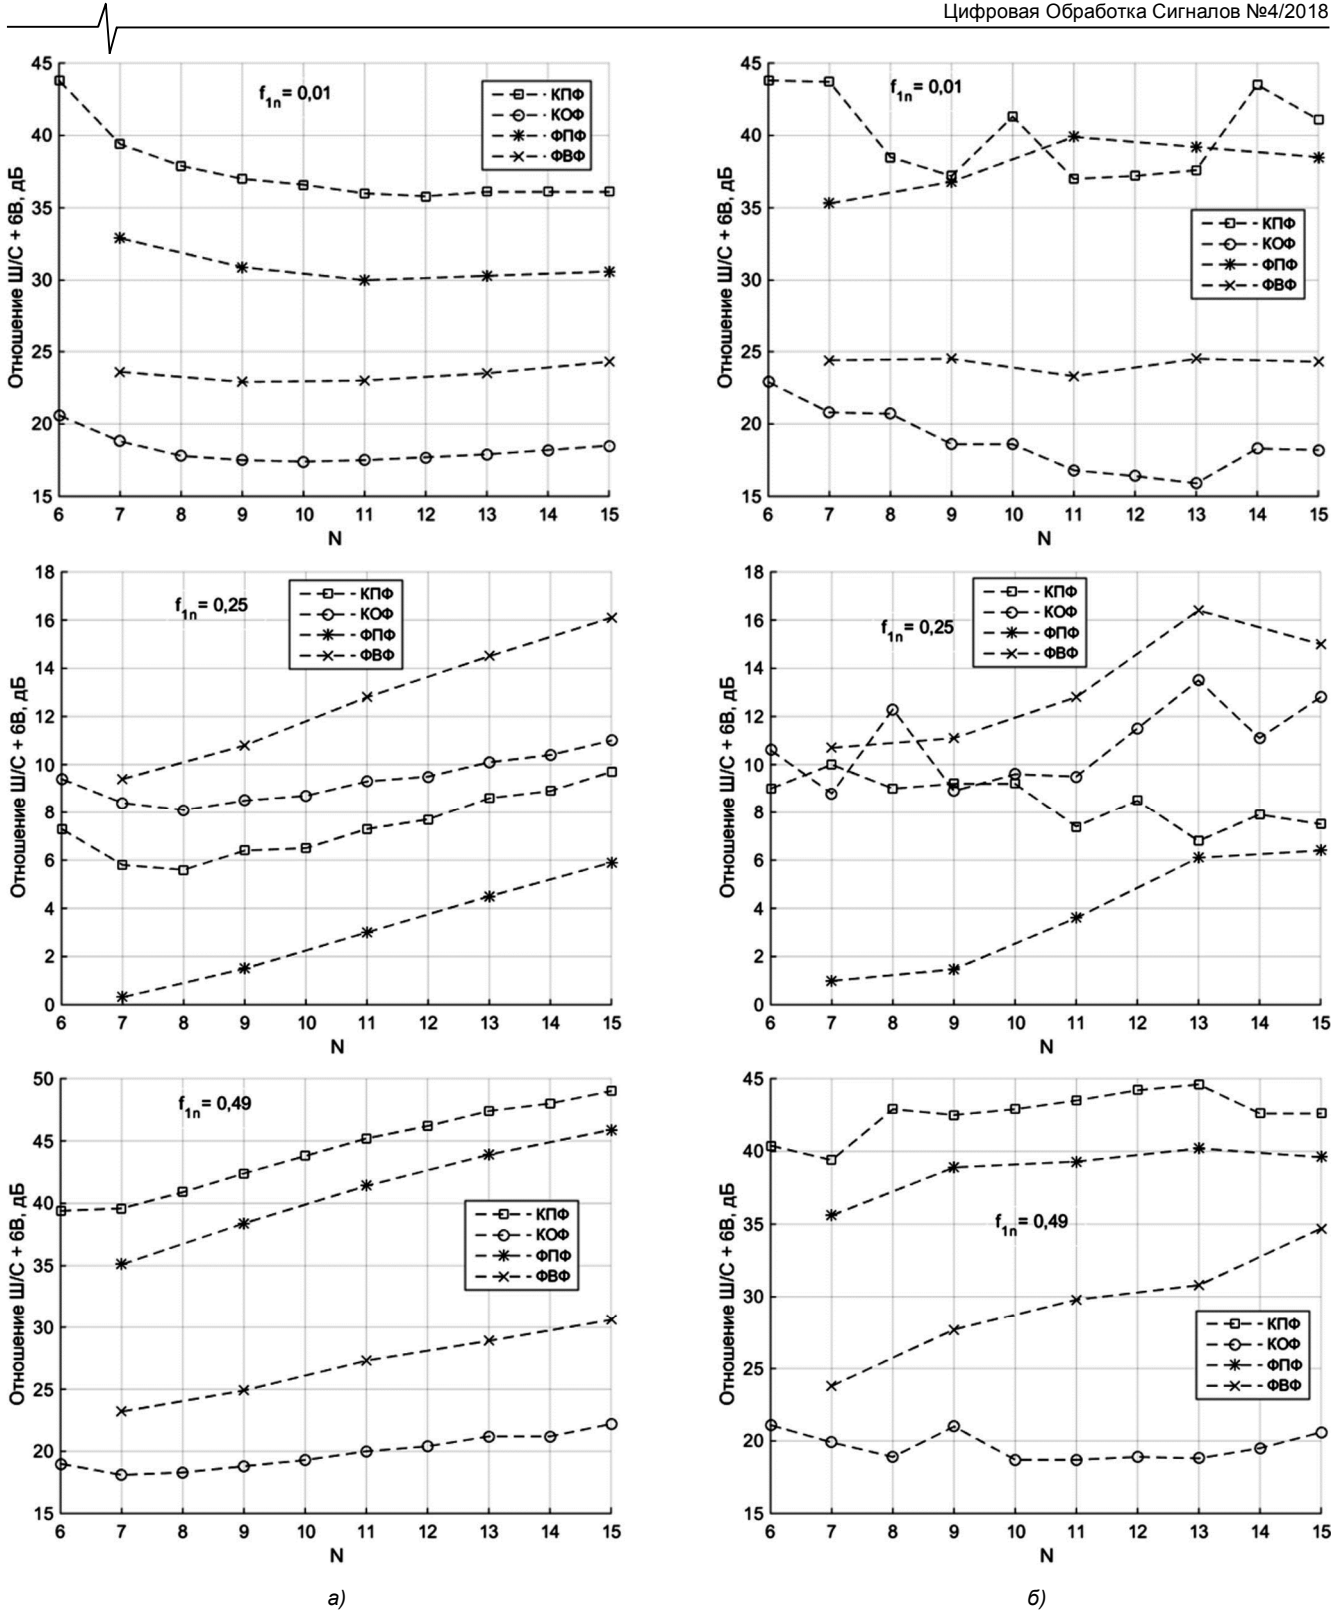 Цифровая Обработка Сигналов №4/2018
45
40
35
30
25
20
15
6 7 8 9 10 11 12 13 14 15
N
Отношение Ш/С + 6В, дБ
f1n = 0,01
КПФ
КОФ
ФПФ
ФВФ
45
40
35
30
25
20
15
6 7 8 9 10 11 12 13 14 15
N
Отношение Ш/С + 6В, дБ
f1n = 0,01
КПФ
КОФ
ФПФ
ФВФ
18
16
14
12
10
8
6
4
2
0
6 7 8 9 10 11 12 13 14 15
N
Отношение Ш/С + 6В, дБ
f1n = 0,25
КПФ
КОФ
ФПФ
ФВФ
18
16
14
12
10
8
6
4
2
0
6 7 8 9 10 11 12 13 14 15
N
Отношение Ш/С + 6В, дБ
f1n = 0,25
КПФ
КОФ
ФПФ
ФВФ
50
45
40
35
30
25
20
15
6 7 8 9 10 11 12 13 14 15
N
Отношение Ш/С + 6В, дБ
f1n = 0,49
КПФ
КОФ
ФПФ
ФВФ
45
40
35
30
25
20
15
6 7 8 9 10 11 12 13 14 15
N
Отношение Ш/С + 6В, дБ
f1n = 0,49
КПФ
КОФ
ФПФ
ФВФ
а)
б)